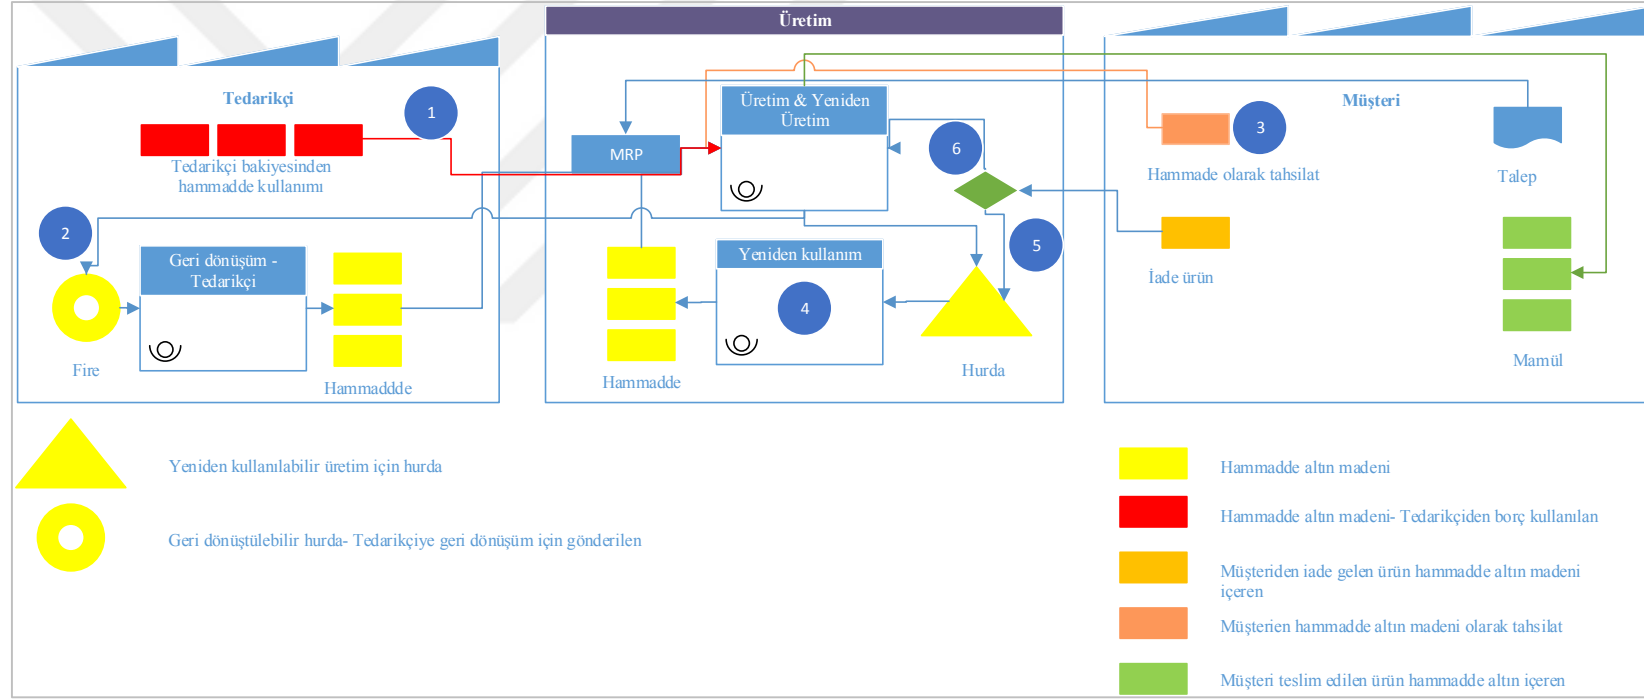 Üretim
Tedarikçi
1
Tedarikçi bakiyesinden
hammadde kullanımı
2
Geri dönüşüm -
Tedarikçi
Fire
Hammaddde
MRP
Üretim & Yeniden
Üretim
6
5
Yeniden kullanım
4
Hammadde
Hurda
Müşteri
3
Hammade olarak tahsilat
Talep
İade ürün
Mamül
Yeniden kullanılabilir üretim için hurda
Geri dönüştülebilir hurda- Tedarikçiye geri dönüşüm için gönderilen
Hammadde altın madeni
Hammadde altın madeni- Tedarikçiden borç kullanılan
Müşteriden iade gelen ürün hammadde altın madeni
içeren
Müşterien hammadde altın madeni olarak tahsilat
Müşteri teslim edilen ürün hammadde altın içeren